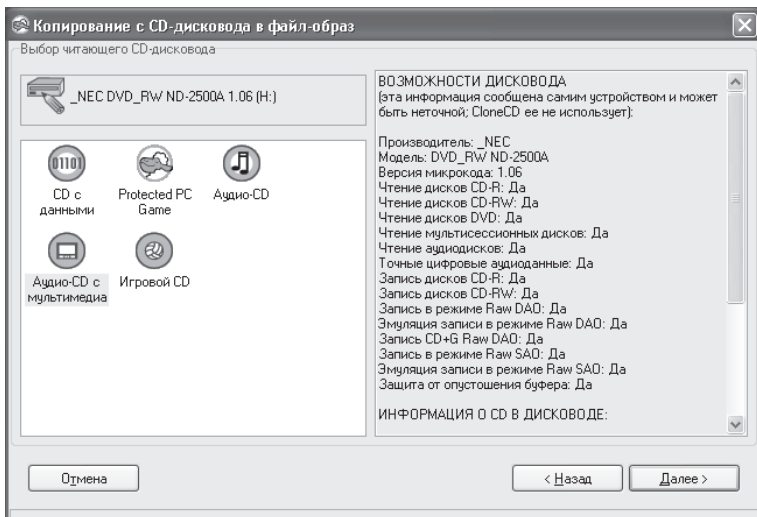 Копирование с CD-дисковода в файл-образ
Выбор читающего CD-дисковода
_NEC DVD_RW ND-2500A 1.06 (H:)
01101
CD с
данными
Protected PC
Game
Аудио-CD
Аудио-CD с
мультимедиа
Игровой CD
ВОЗМОЖНОСТИ ДИСКОВОДА
(эта информация сообщена самим устройством и может
быть неточной; CloneCD ее не использует):
Производитель: _NEC
Модель: DVD_RW ND-2500A
Версия микрокода: 1.06
Чтение дисков CD-R: Да
Чтение дисков CD-RW: Да
Чтение дисков DVD: Да
Чтение мультисессионных дисков: Да
Чтение аудиодисков: Да
Точные цифровые аудиоданные: Да
Запись дисков CD-R: Да
Запись дисков CD-RW: Да
Запись в режиме Raw DAO: Да
Эмуляция записи в режиме Raw DAO: Да
Запись CD+G Raw DAO: Да
Запись в режиме Raw SAO: Да
Эмуляция записи в режиме Raw SAO: Да
Защита от опустошения буфера: Да
ИНФОРМАЦИЯ О CD В ДИСКОВОДЕ:
Отмена
< Назад
Далее >